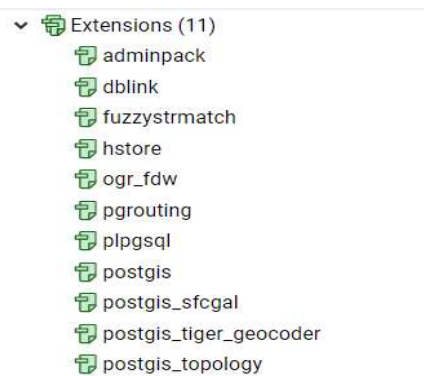 Extensions (11)
adminpack
dblink
fuzzystrmatch
hstore
ogr_fdw
pgrouting
plpgsql
postgis
postgis_sfcgal
postgis_tiger_geocoder
postgis_topology